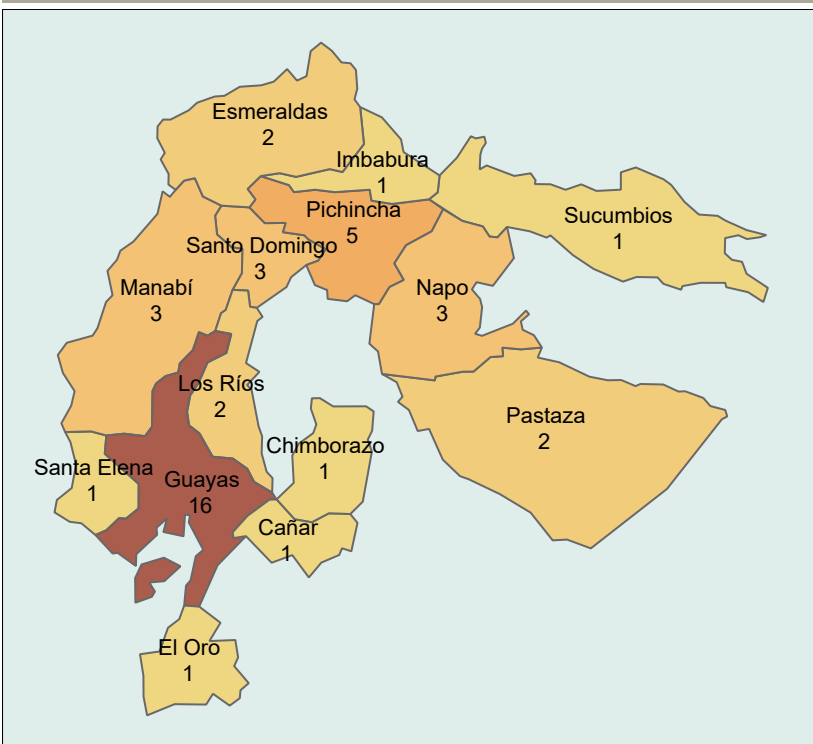 Esmeraldas
2
Imbabura
1
Pichincha
5
Sucumbios
1
Santo Domingo
3
Manabí
3
Napo
3
Los Ríos
2
Pastaza
2
Chimborazo
1
Santa Elena
1
Guayas
16
Cañar
1
El Oro
1